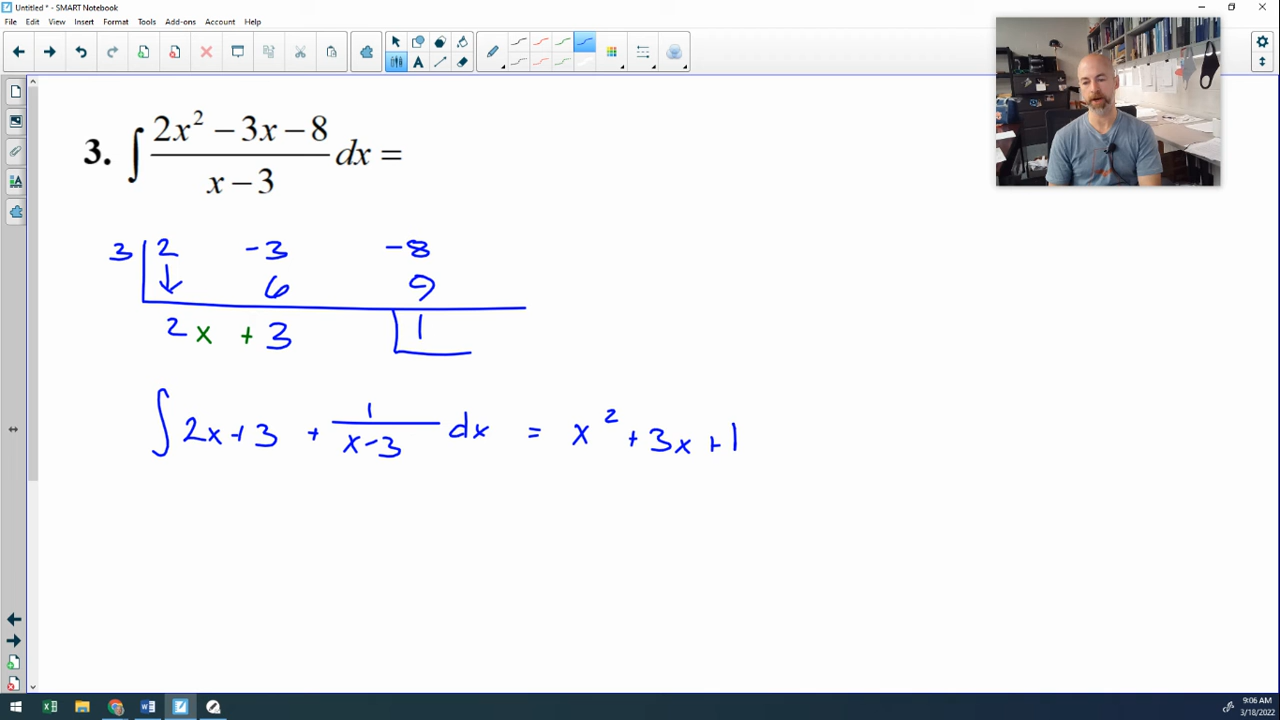 Untitled * - SMART Notebook
File Edit View Insert Format Tools Add-ons Account Help
3. ∫ (2x² − 3x − 8)/(x − 3) dx =
3 | 2 -3 -8
↓ 6 9
2x + 3 | 1
∫ 2x + 3 + 1/(x-3) dx = x² + 3x + 1
9:06 AM
3/18/2022